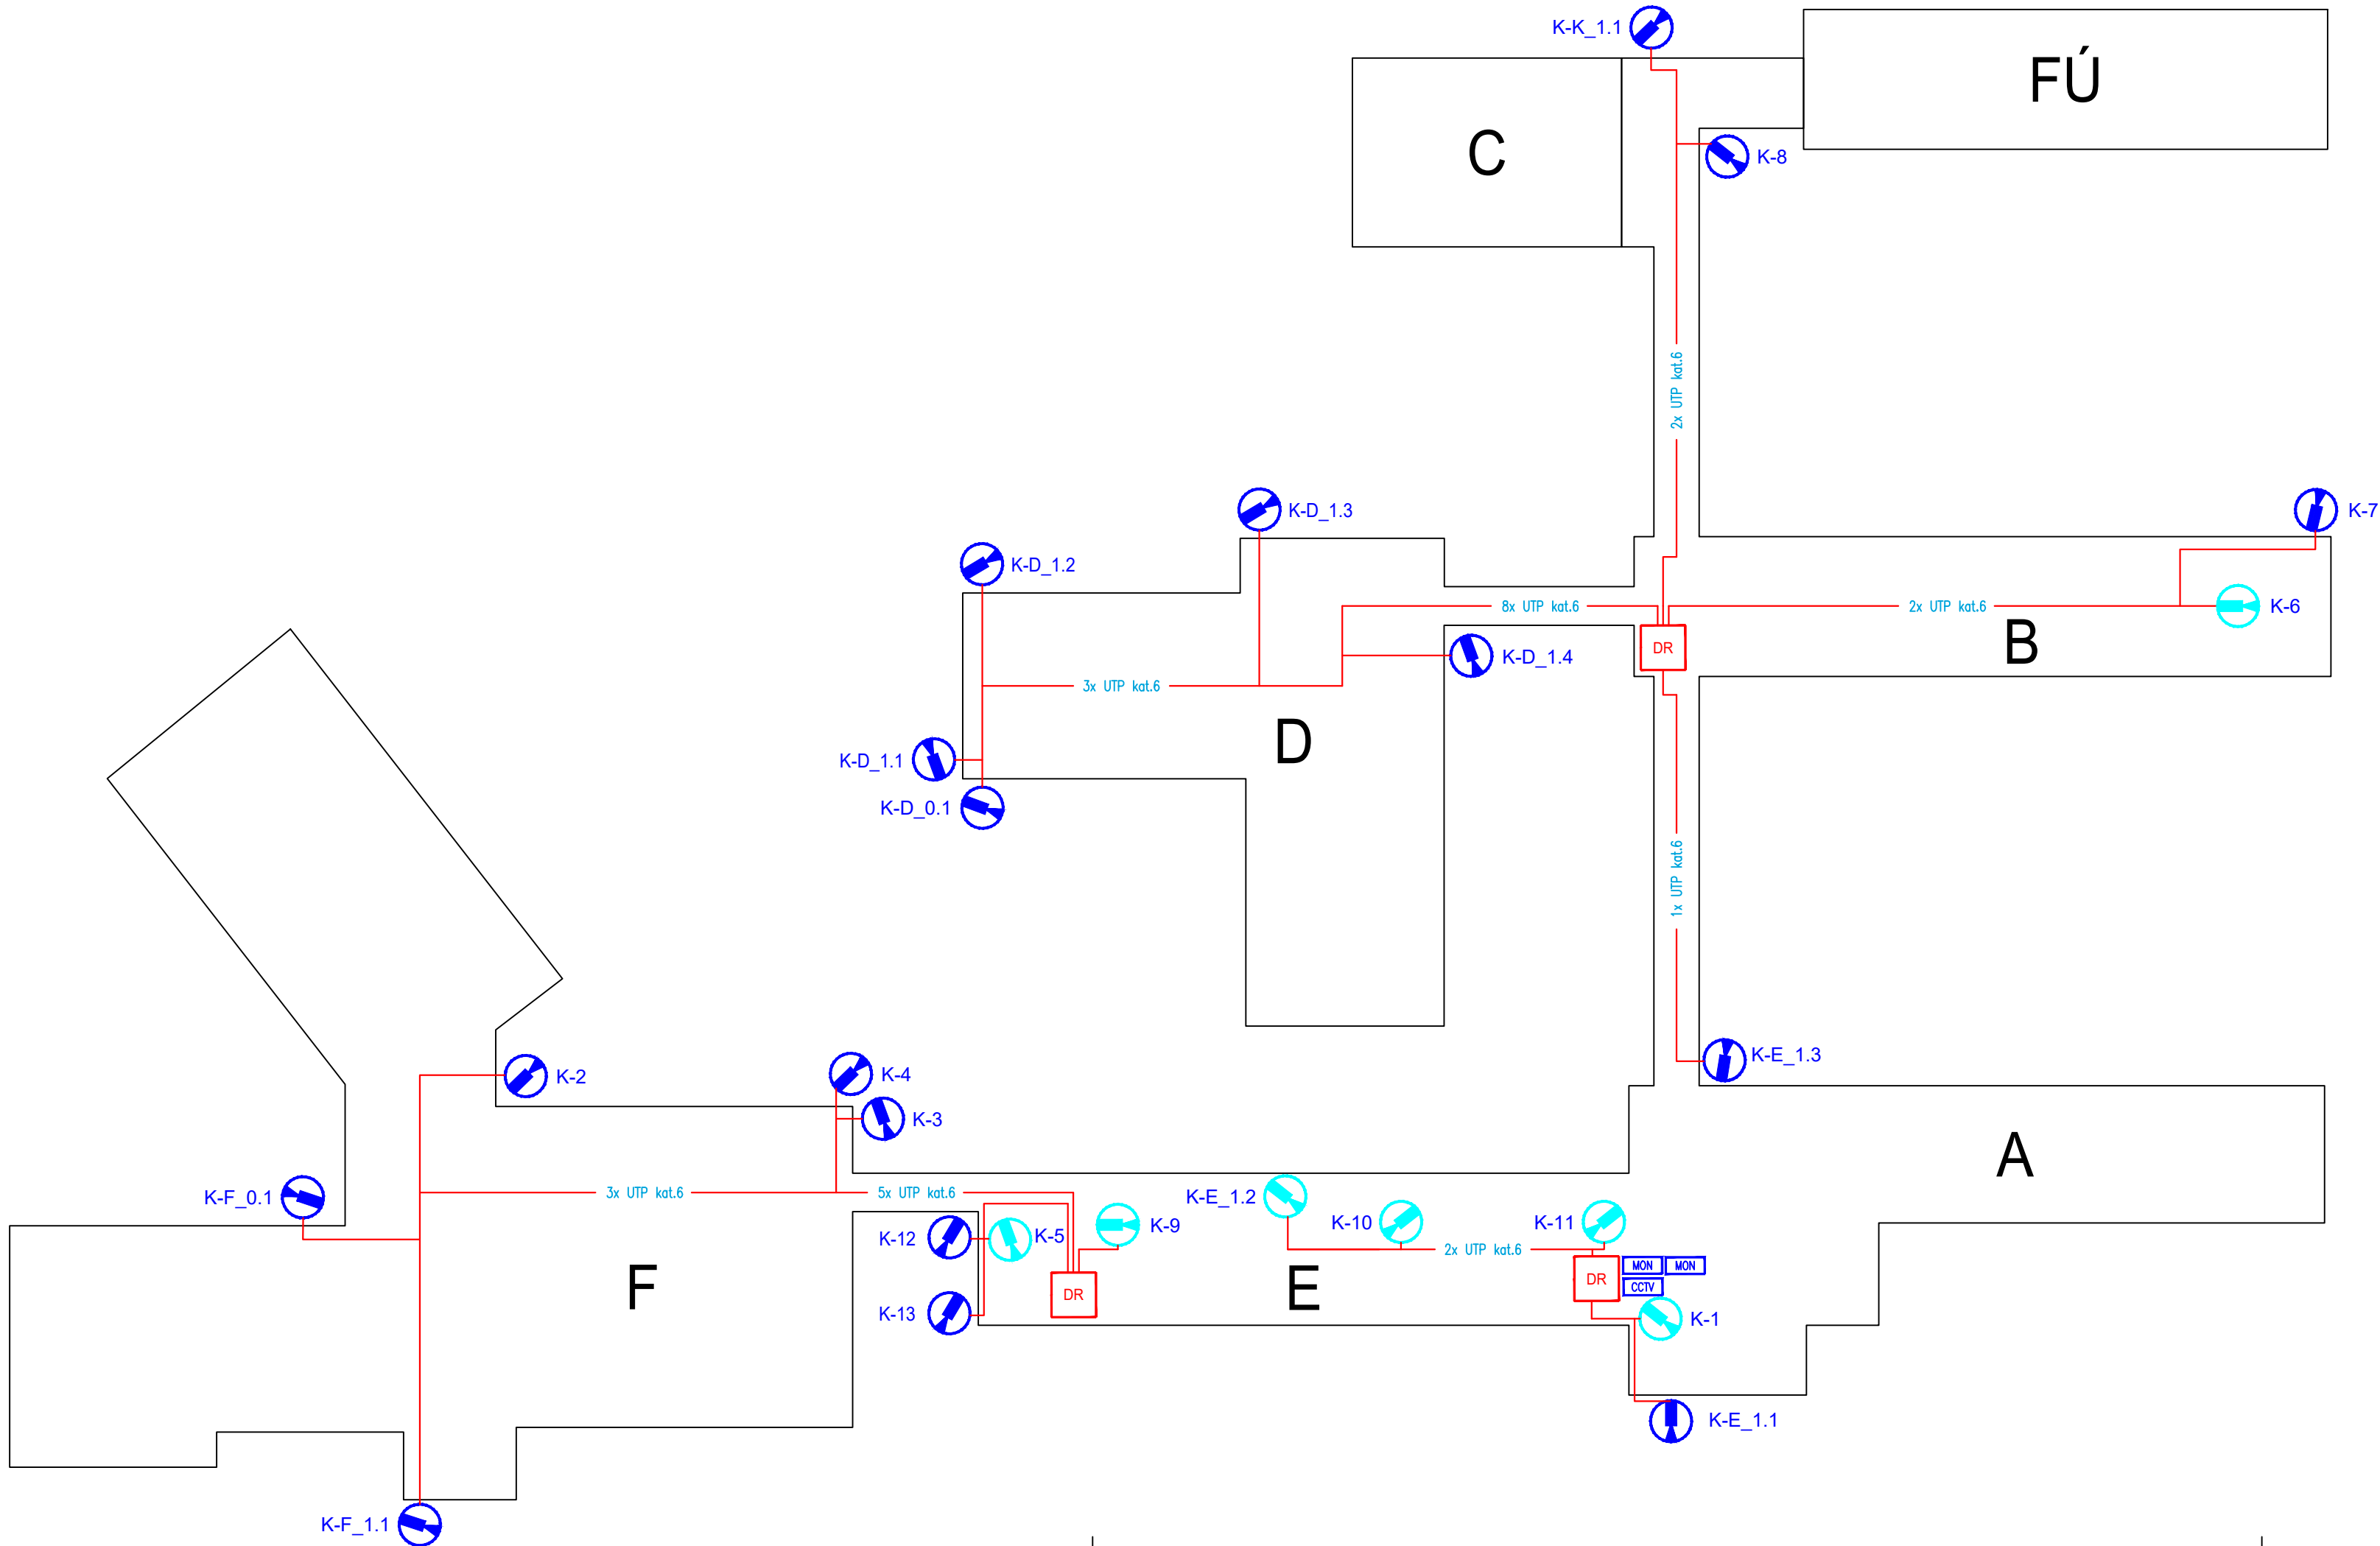 K-K_1.1
FÚ
C
K-8
2x UTP kat.6
K-D_1.3
K-7
K-D_1.2
8x UTP kat.6
2x UTP kat.6
K-6
B
DR
K-D_1.4
3x UTP kat.6
D
K-D_1.1
K-D_0.1
1x UTP kat.6
K-E_1.3
K-2
K-4
K-3
A
K-F_0.1
3x UTP kat.6
5x UTP kat.6
K-E_1.2
K-9
K-10
K-11
K-12
K-5
2x UTP kat.6
MON
MON
DR
CCTV
F
E
DR
K-13
K-1
K-E_1.1
K-F_1.1